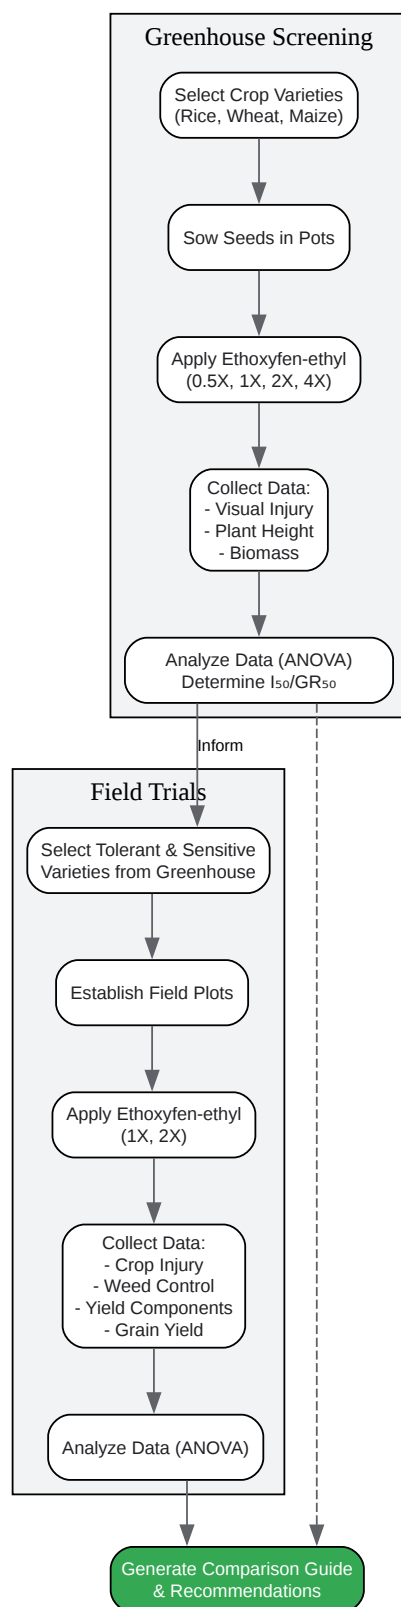 Greenhouse Screening
Select Crop Varieties
(Rice, Wheat, Maize)
Sow Seeds in Pots
Apply Ethoxyfen-ethyl
(0.5X, 1X, 2X, 4X)
Collect Data:
- Visual Injury
- Plant Height
- Biomass
Analyze Data (ANOVA)
Determine I₅₀/GR₅₀
Inform
Field Trials
Select Tolerant & Sensitive
Varieties from Greenhouse
Establish Field Plots
Apply Ethoxyfen-ethyl
(1X, 2X)
Collect Data:
- Crop Injury
- Weed Control
- Yield Components
- Grain Yield
Analyze Data (ANOVA)
Generate Comparison Guide
& Recommendations